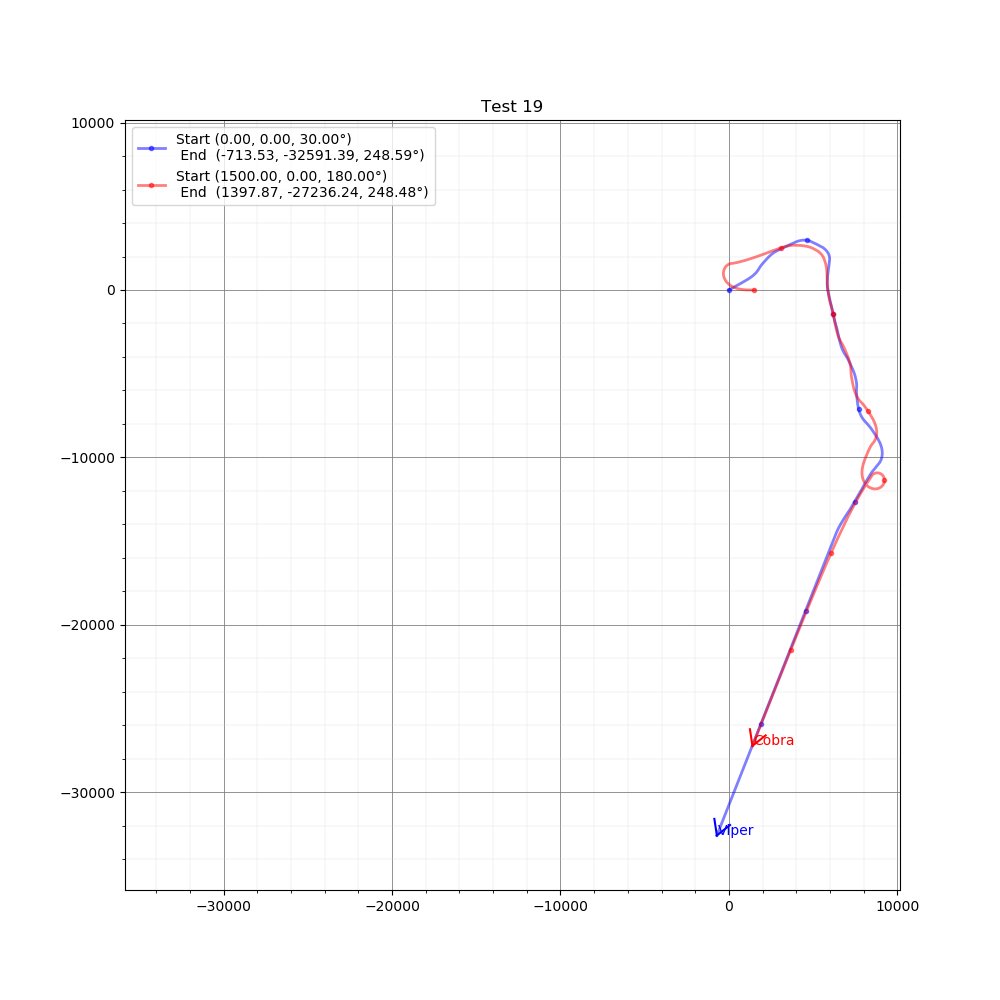 Test 19
Start (0.00, 0.00, 30.00°)
End (-713.53, -32591.39, 248.59°)
Start (1500.00, 0.00, 180.00°)
End (1397.87, -27236.24, 248.48°)
10000
0
−10000
−20000
−30000
Cobra
Viper
−30000 −20000 −10000 0 10000